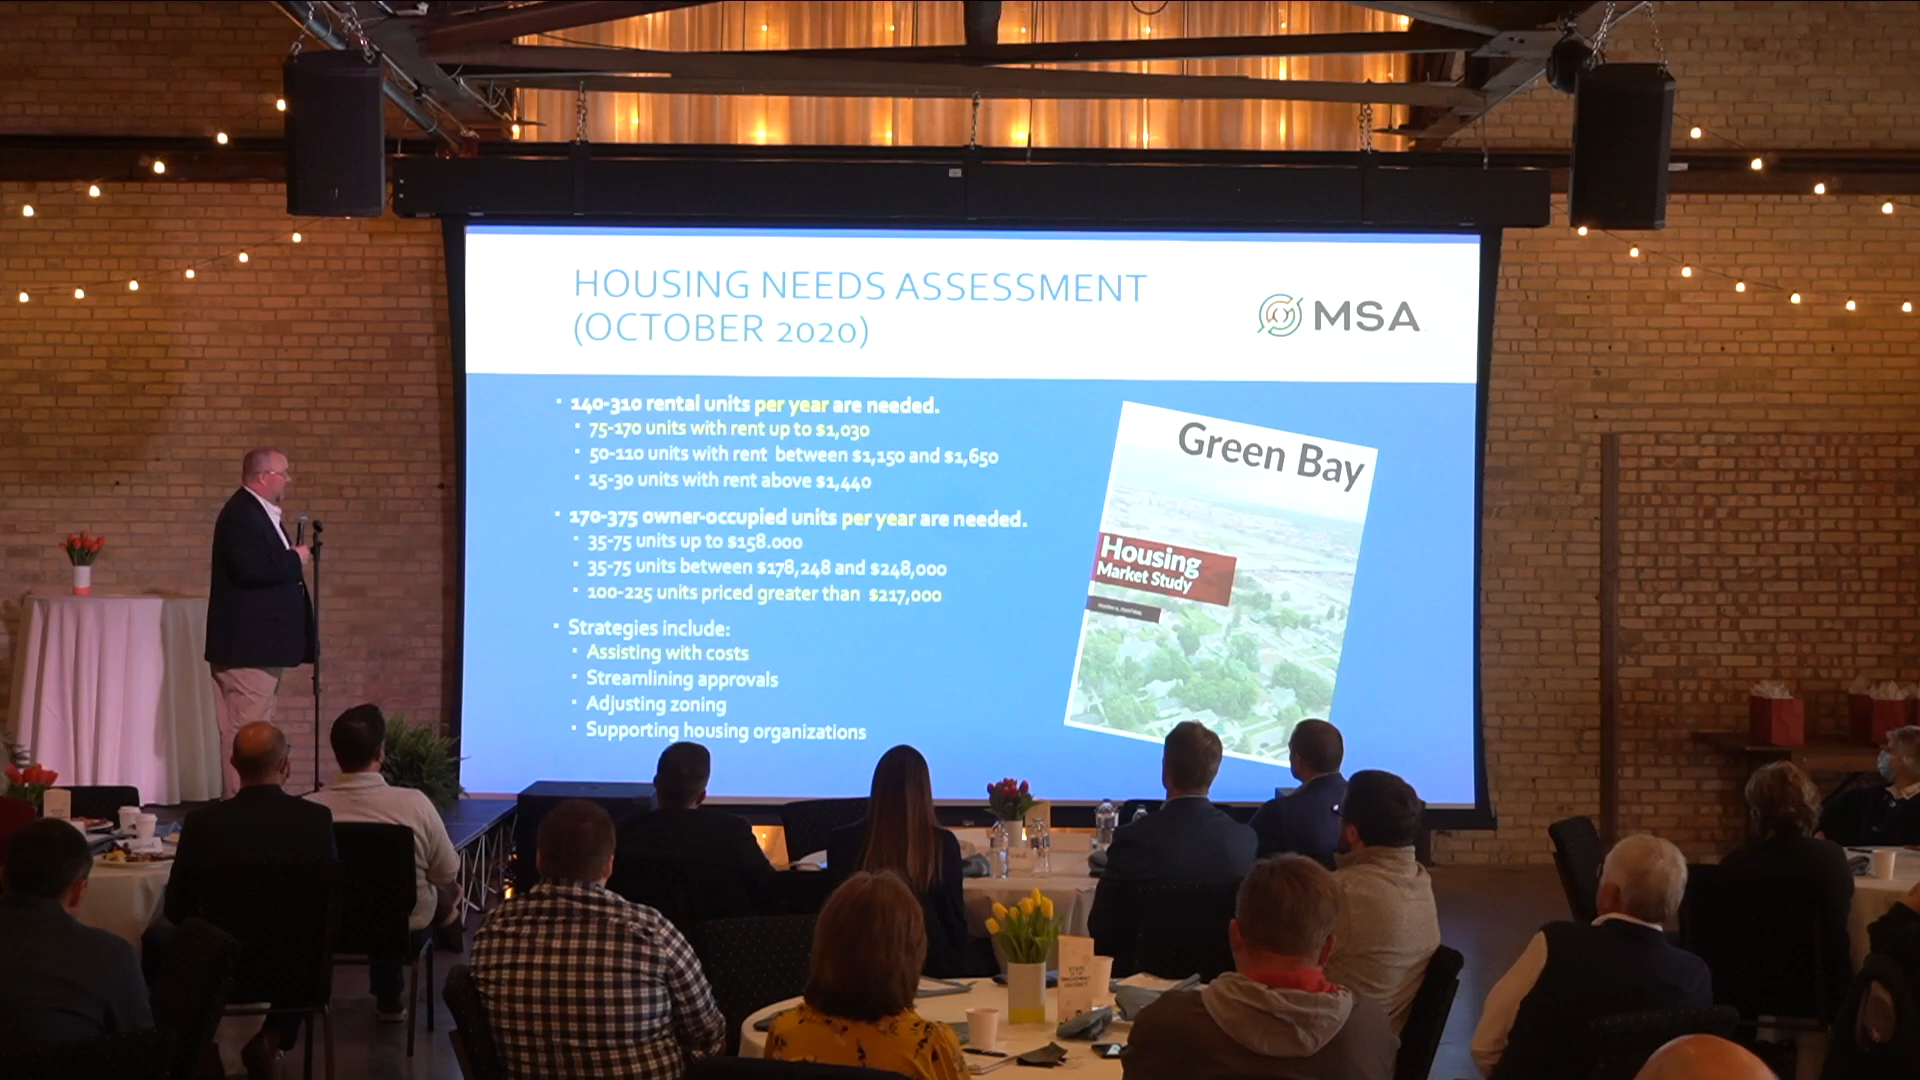 HOUSING NEEDS ASSESSMENT
(OCTOBER 2020)
MSA
140-310 rental units per year are needed.
75-170 units with rent up to $1,030
50-110 units with rent between $1,150 and $1,650
15-30 units with rent above $1,440
170-375 owner-occupied units per year are needed.
35-75 units up to $158.000
35-75 units between $178,248 and $248,000
100-225 units priced greater than $217,000
Strategies include:
Assisting with costs
Streamlining approvals
Adjusting zoning
Supporting housing organizations
Green Bay
Housing
Market Study